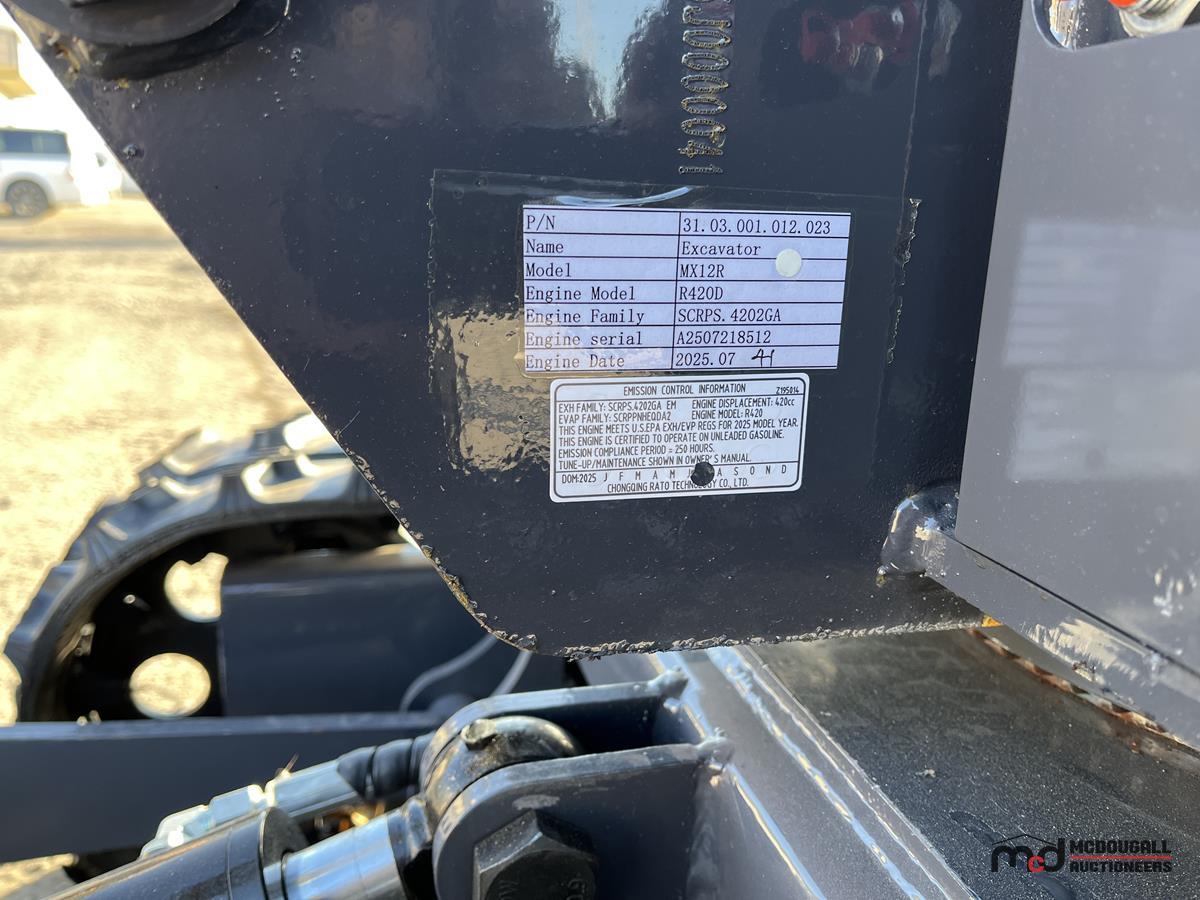 P/N 31.03.001.012.023
Name Excavator
Model MX12R
Engine Model R420D
Engine Family SCRPS.4202GA
Engine serial A2507218512
Engine Date 2025.07
EMISSION CONTROL INFORMATION Z195014
EXH FAMILY: SCRPS.4202GA EM ENGINE DISPLACEMENT: 420cc
EVAP FAMILY: SCRPPNHEQDA2 ENGINE MODEL: R420
THIS ENGINE MEETS U.S.EPA EXH/EVP REGS FOR 2025 MODEL YEAR.
THIS ENGINE IS CERTIFIED TO OPERATE ON UNLEADED GASOLINE.
EMISSION COMPLIANCE PERIOD = 250 HOURS.
TUNE-UP/MAINTENANCE SHOWN IN OWNER'S MANUAL.
DOM:2025 J F M A M J A S O N D
CHONGQING RATO TECHNOLOGY CO., LTD.
mcd MCDOUGALL
AUCTIONEERS